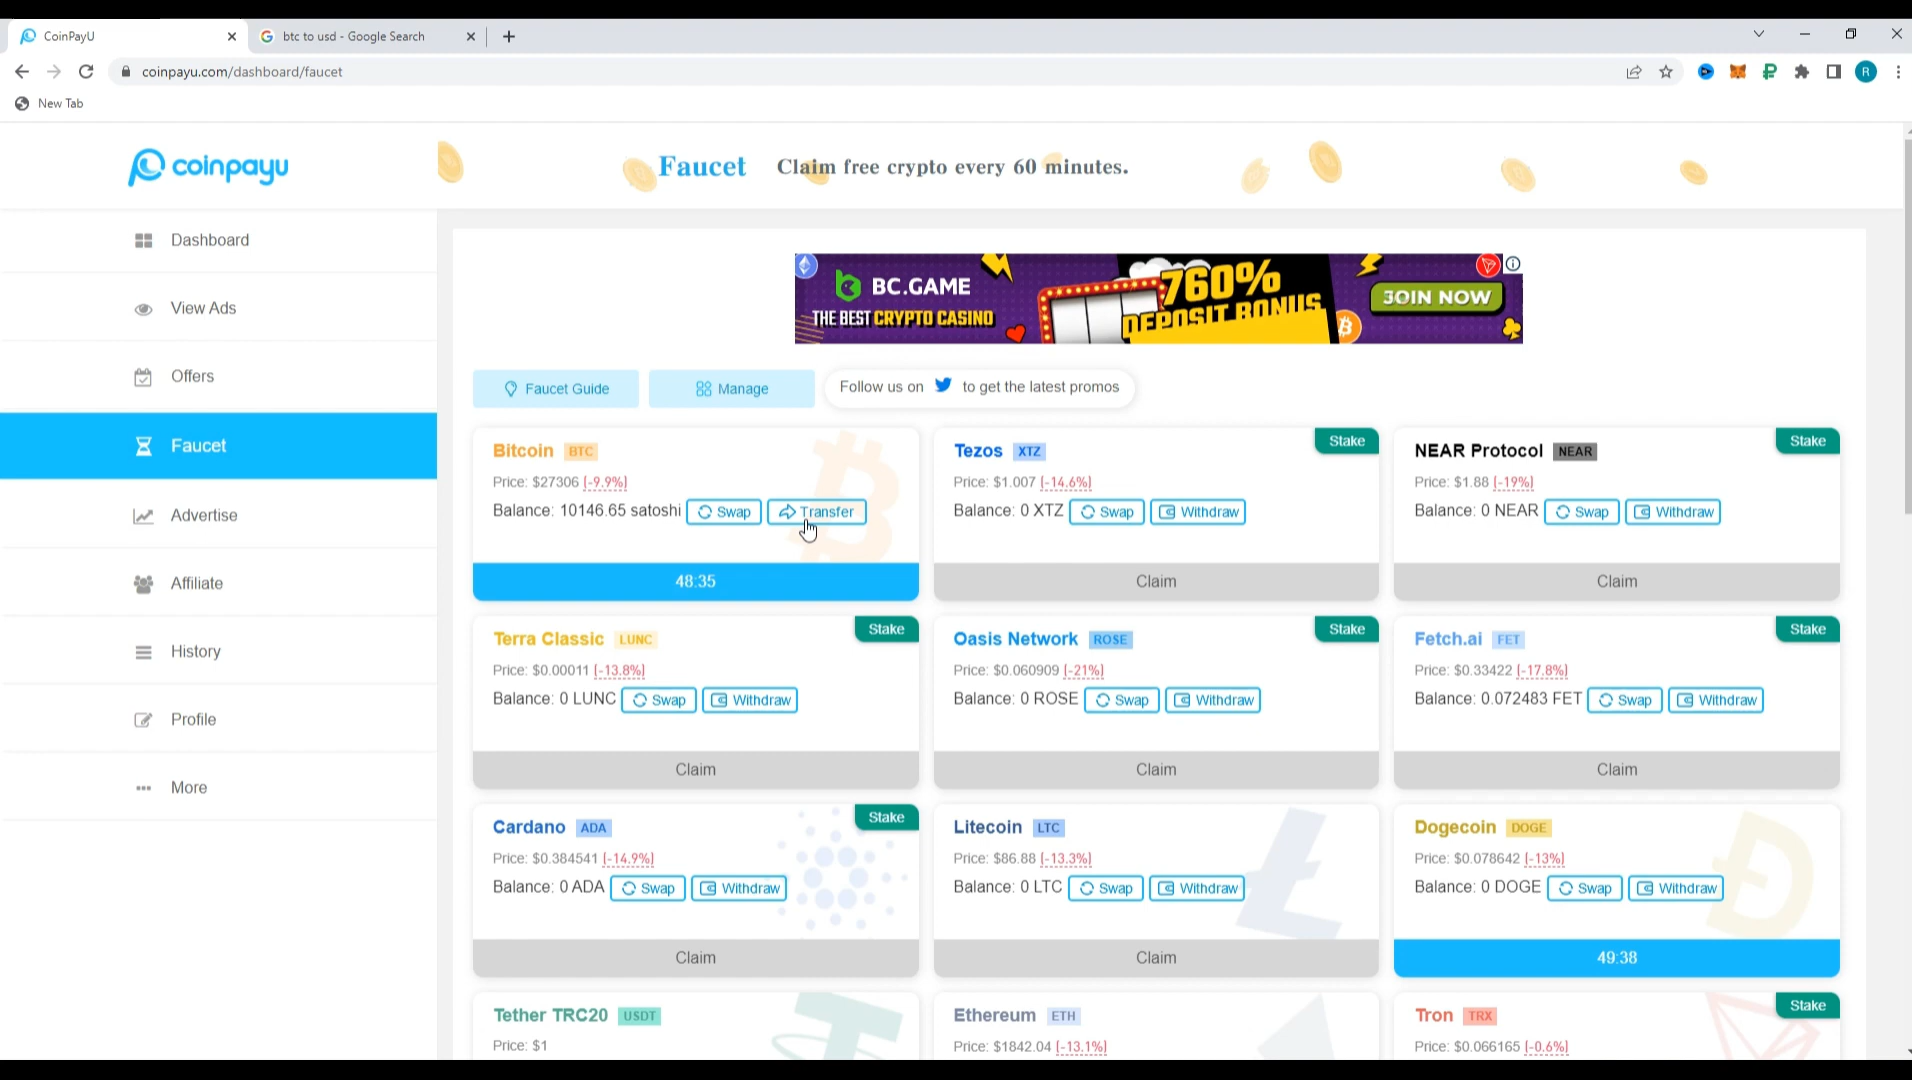 CoinPayU
btc to usd - Google Search
coinpayu.com/dashboard/faucet
R
New Tab
coinpayu
Faucet Claim free crypto every 60 minutes.
Dashboard
View Ads
Offers
Faucet
Advertise
Affiliate
History
Profile
More
BC.GAME
THE BEST CRYPTO CASINO
760%
DEPOSIT BONUS
JOIN NOW
Faucet Guide
Manage
Follow us on to get the latest promos
Bitcoin BTC
Price: $27306 (-9.9%)
Balance: 10146.65 satoshi Swap Transfer
48:35
Tezos XTZ Stake
Price: $1.007 (-14.6%)
Balance: 0 XTZ Swap Withdraw
Claim
NEAR Protocol NEAR Stake
Price: $1.88 (-19%)
Balance: 0 NEAR Swap Withdraw
Claim
Terra Classic LUNC Stake
Price: $0.00011 (-13.8%)
Balance: 0 LUNC Swap Withdraw
Claim
Oasis Network ROSE Stake
Price: $0.060909 (-21%)
Balance: 0 ROSE Swap Withdraw
Claim
Fetch.ai FET Stake
Price: $0.33422 (-17.8%)
Balance: 0.072483 FET Swap Withdraw
Claim
Cardano ADA Stake
Price: $0.384541 (-14.9%)
Balance: 0 ADA Swap Withdraw
Claim
Litecoin LTC
Price: $86.88 (-13.3%)
Balance: 0 LTC Swap Withdraw
Claim
Dogecoin DOGE
Price: $0.078642 (-13%)
Balance: 0 DOGE Swap Withdraw
49:38
Tether TRC20 USDT
Price: $1
Ethereum ETH
Price: $1842.04 (-13.1%)
Tron TRX Stake
Price: $0.066165 (-0.6%)